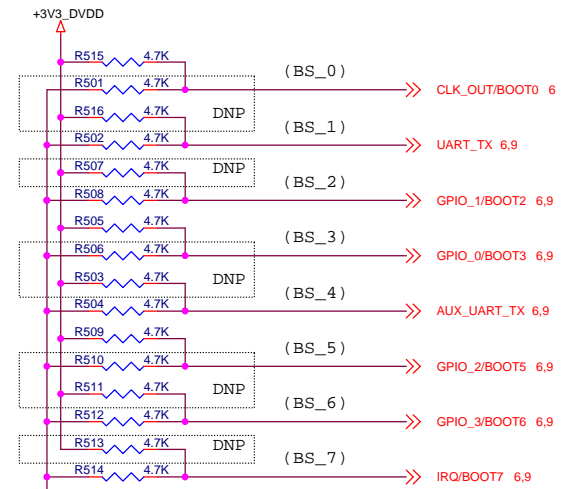 +3V3_DVDD
R515 4.7K
(BS_0)
R501 4.7K
CLK_OUT/BOOT0 6
R516 4.7K
DNP
(BS_1)
R502 4.7K
UART_TX 6,9
R507 4.7K
DNP
(BS_2)
R508 4.7K
GPIO_1/BOOT2 6,9
R505 4.7K
(BS_3)
R506 4.7K
GPIO_0/BOOT3 6,9
R503 4.7K
DNP
(BS_4)
R504 4.7K
AUX_UART_TX 6,9
R509 4.7K
(BS_5)
R510 4.7K
GPIO_2/BOOT5 6,9
R511 4.7K
DNP
(BS_6)
R512 4.7K
GPIO_3/BOOT6 6,9
R513 4.7K
DNP
(BS_7)
R514 4.7K
IRQ/BOOT7 6,9